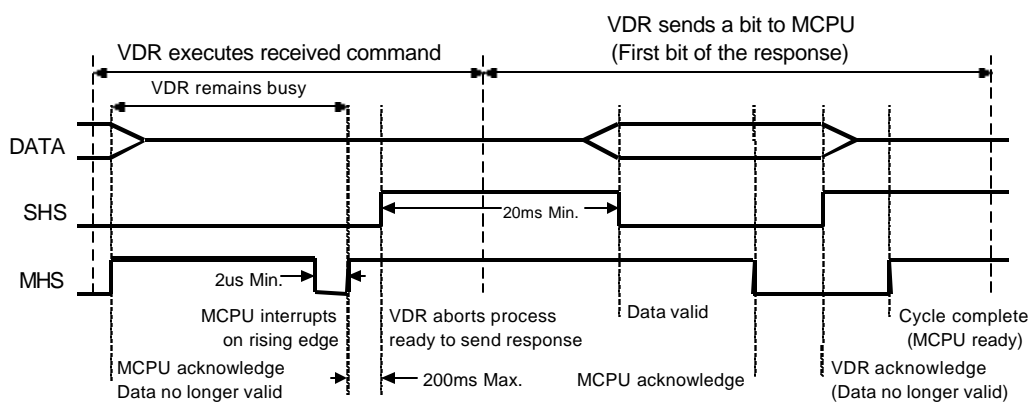 VDR sends a bit to MCPU
(First bit of the response)
VDR executes received command
VDR remains busy
DATA
SHS
20ms Min.
MHS
2us Min.
MCPU interrupts
on rising edge
VDR aborts process
ready to send response
Data valid
Cycle complete
(MCPU ready)
MCPU acknowledge
Data no longer valid
200ms Max.
MCPU acknowledge
VDR acknowledge
(Data no longer valid)